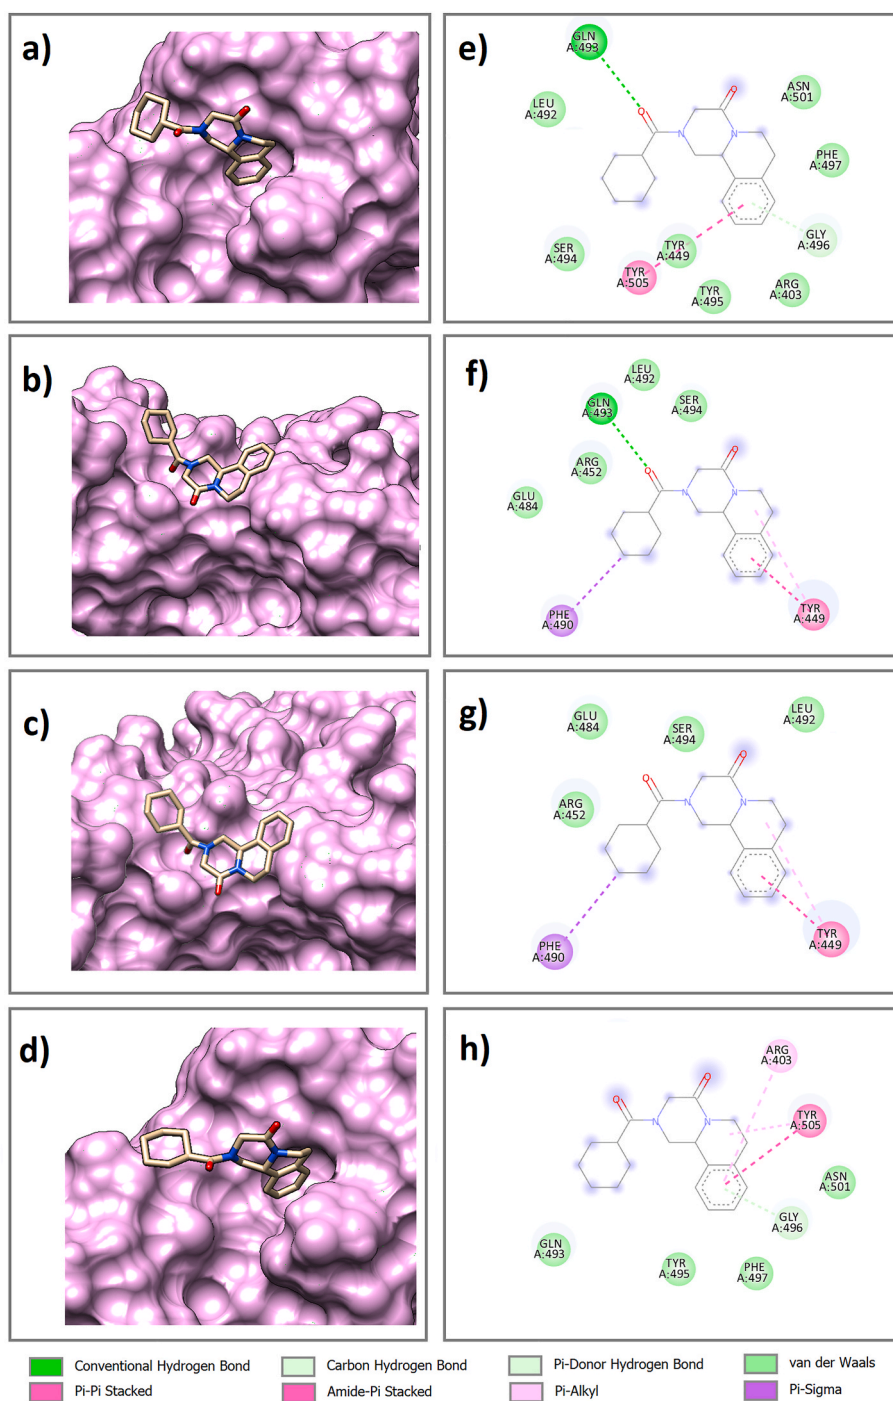 a)
e)
GLN
A:493
LEU
A:492
ASN
A:501
PHE
A:497
GLY
A:496
SER
A:494
TYR
A:449
TYR
A:505
TYR
A:495
ARG
A:403
O
O
N
N
b)
f)
LEU
A:492
GLN
A:493
SER
A:494
ARG
A:452
GLU
A:484
PHE
A:490
TYR
A:449
O
O
N
N
c)
g)
GLU
A:484
SER
A:494
LEU
A:492
ARG
A:452
PHE
A:490
TYR
A:449
O
O
N
N
d)
h)
ARG
A:403
TYR
A:505
ASN
A:501
GLY
A:496
GLN
A:493
TYR
A:495
PHE
A:497
O
O
N
N
Conventional Hydrogen Bond
Carbon Hydrogen Bond
Pi-Donor Hydrogen Bond
van der Waals
Pi-Pi Stacked
Amide-Pi Stacked
Pi-Alkyl
Pi-Sigma